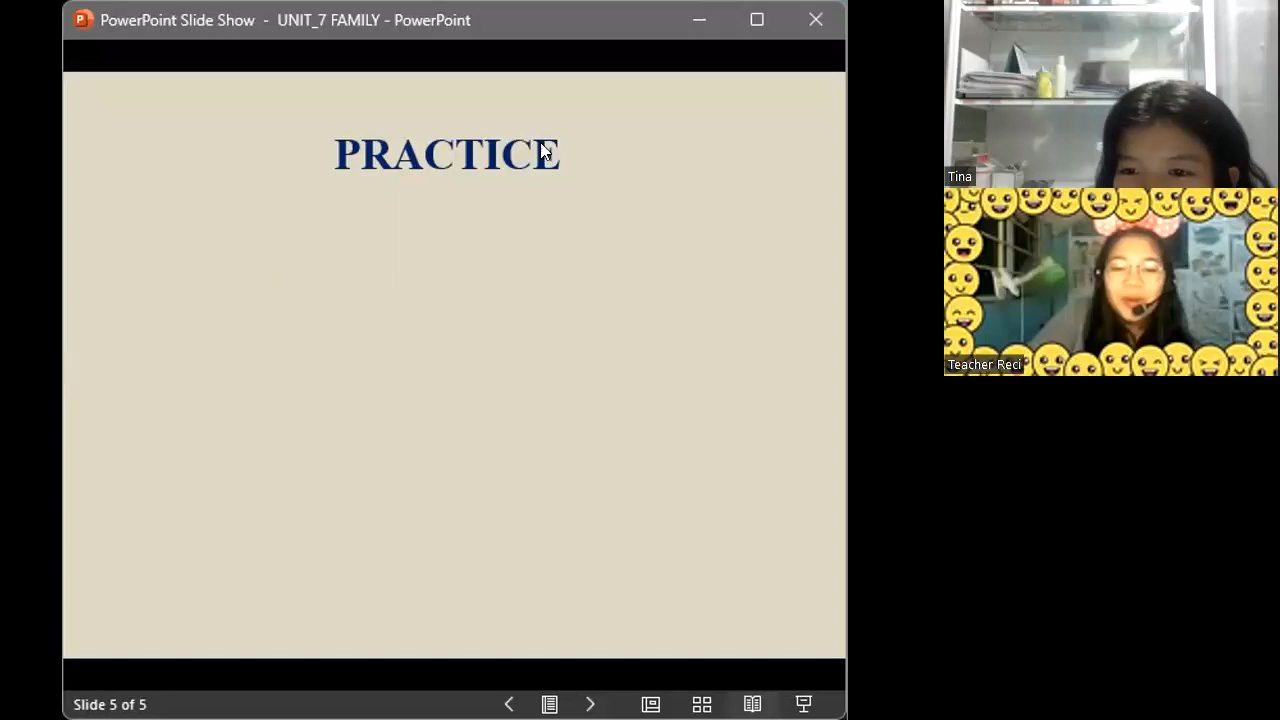 PowerPoint Slide Show - UNIT_7 FAMILY - PowerPoint
PRACTICE
Slide 5 of 5
Tina
Teacher Reci